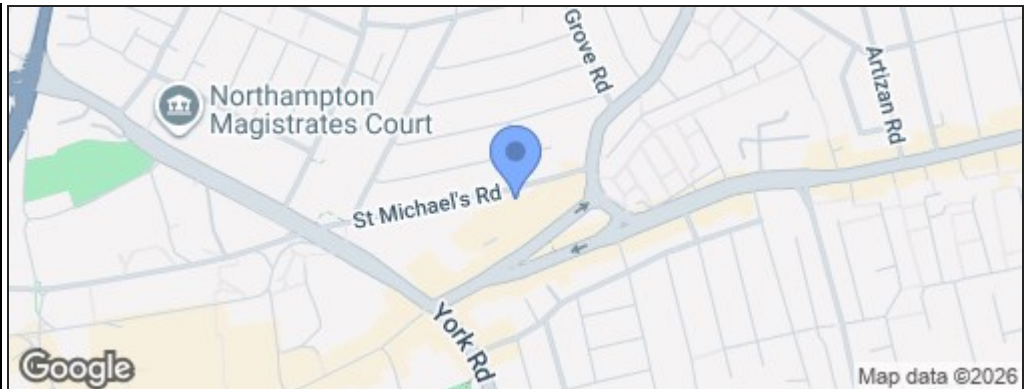 Grove Rd
Artizan Rd
Northampton
Magistrates Court
St Michael's Rd
York Rd
Google
Map data ©2026